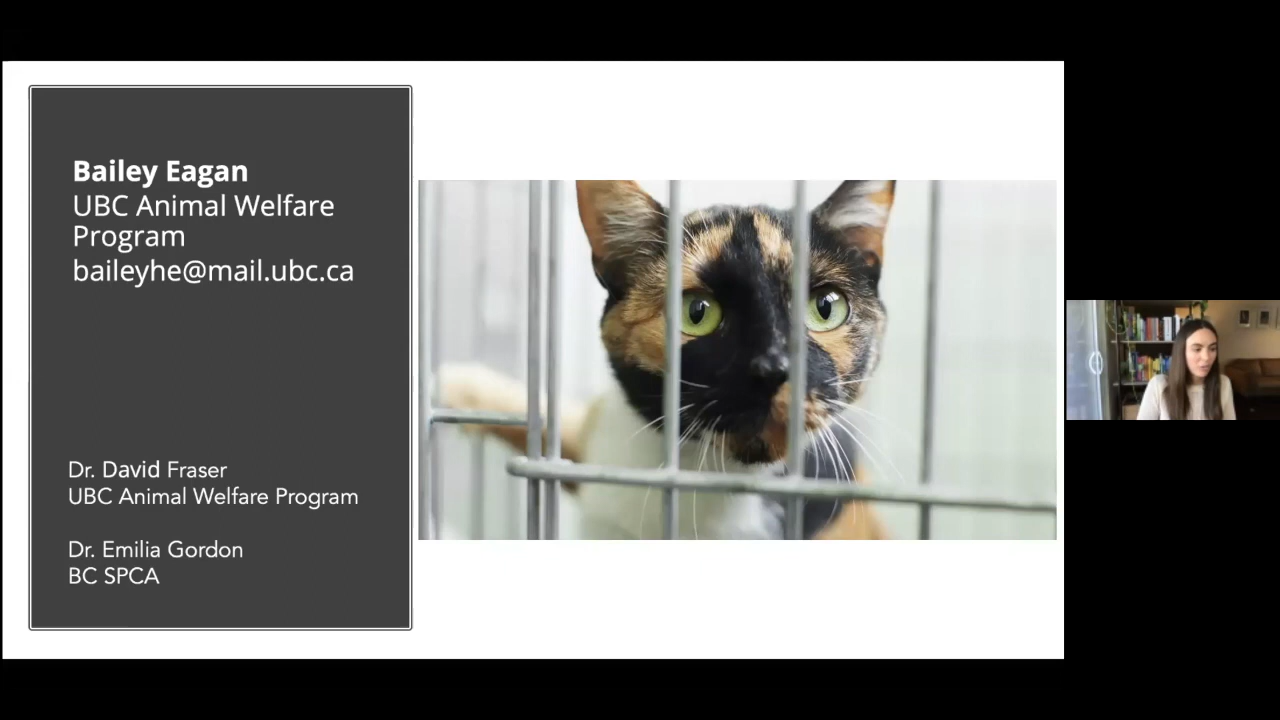 Bailey Eagan
UBC Animal Welfare
Program
baileyhe@mail.ubc.ca
Dr. David Fraser
UBC Animal Welfare Program
Dr. Emilia Gordon
BC SPCA